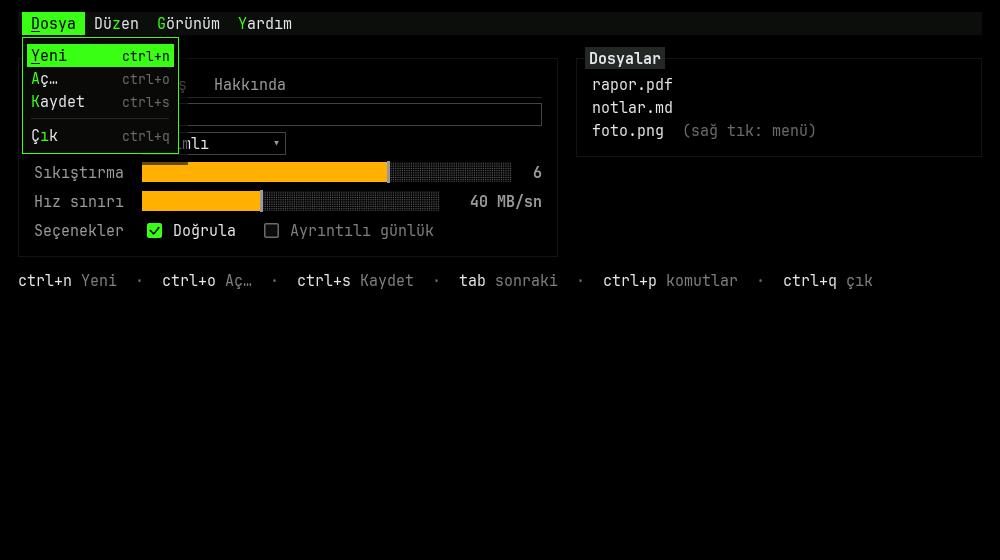 Dosya Düzen Görünüm Yardım
Yeni ctrl+n
Aç… ctrl+o
Kaydet ctrl+s
Çık ctrl+q
Hakkında
Sıkıştırma 6
Hız sınırı 40 MB/sn
Seçenekler Doğrula Ayrıntılı günlük
Dosyalar
rapor.pdf
notlar.md
foto.png (sağ tık: menü)
ctrl+n Yeni · ctrl+o Aç… · ctrl+s Kaydet · tab sonraki · ctrl+p komutlar · ctrl+q çık